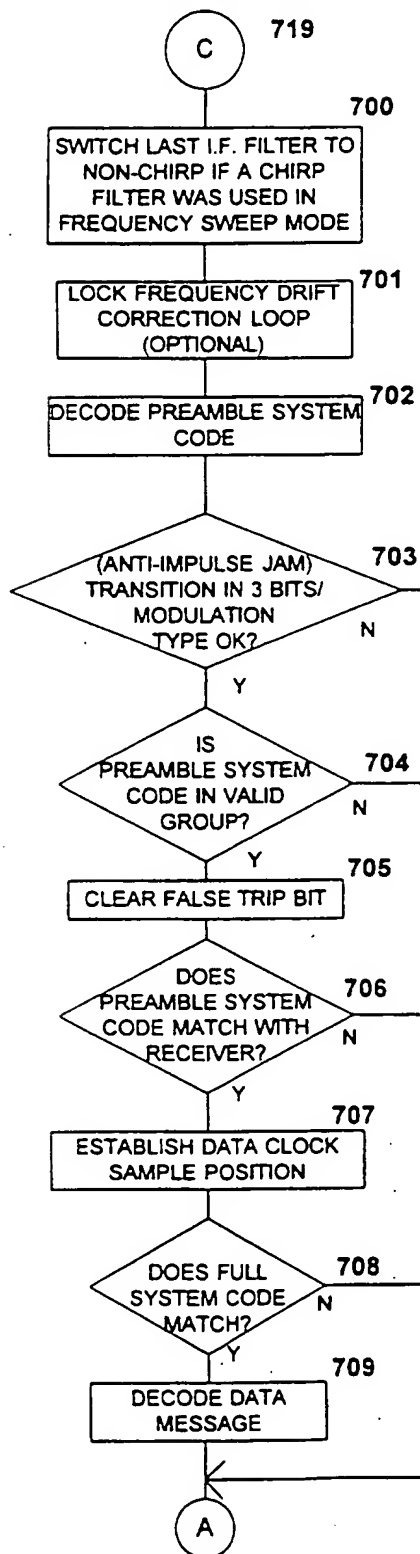 C
719
700
SWITCH LAST I.F. FILTER TO
NON-CHIRP IF A CHIRP
FILTER WAS USED IN
FREQUENCY SWEEP MODE
701
LOCK FREQUENCY DRIFT
CORRECTION LOOP
(OPTIONAL)
702
DECODE PREAMBLE SYSTEM
CODE
703
(ANTI-IMPULSE JAM)
TRANSITION IN 3 BITS/
MODULATION
TYPE OK?
N
Y
704
IS
PREAMBLE SYSTEM
CODE IN VALID
GROUP?
N
Y
705
CLEAR FALSE TRIP BIT
706
DOES
PREAMBLE SYSTEM
CODE MATCH WITH
RECEIVER?
N
Y
707
ESTABLISH DATA CLOCK
SAMPLE POSITION
708
DOES FULL
SYSTEM CODE
MATCH?
N
Y
709
DECODE DATA
MESSAGE
A